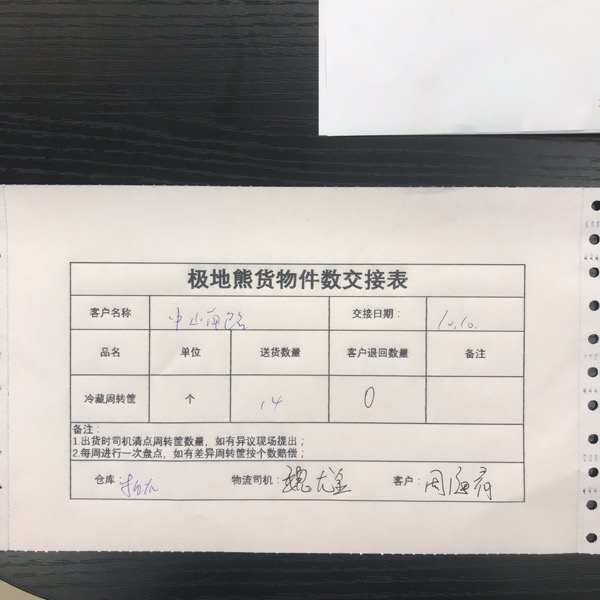 极地熊货物件数交接表
客户名称 中山南路 交接日期： 10.10.
品名 单位 送货数量 客户退回数量 备注
冷藏周转筐 个 14 0
备注：
1.出货时司机清点周转筐数量，如有异议现场提出；
2.每周进行一次盘点，如有差异周转筐按个数赔偿；
仓库： 物流司机： 客户：